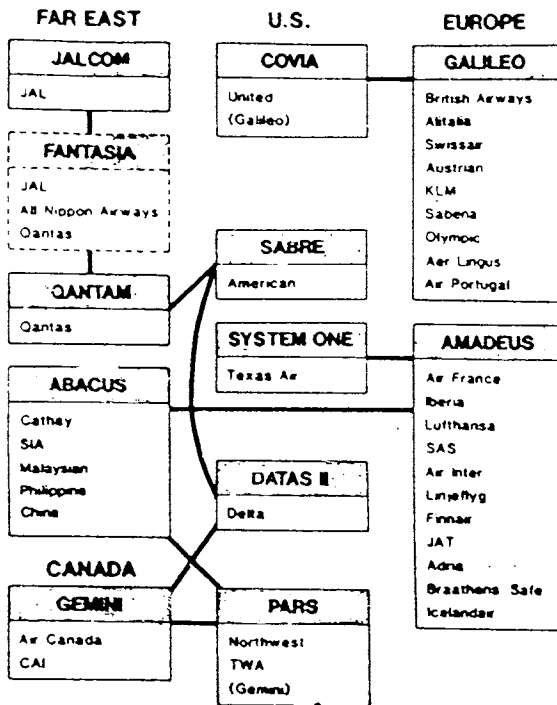 FAR EAST
JALCOM
JAL
FANTASIA
JAL
All Nippon Airways
Qantas
QANTAM
Qantas
ABACUS
Cathay
SIA
Malaysian
Philippine
China
CANADA
GEMINI
Air Canada
CAI
U.S.
COVIA
United
(Galileo)
SABRE
American
SYSTEM ONE
Texas Air
DATAS II
Delta
PARS
Northwest
TWA
(Gemini)
EUROPE
GALILEO
British Airways
Alitalia
Swissair
Austrian
KLM
Sabena
Olympic
Aer Lingus
Air Portugal
AMADEUS
Air France
Iberia
Lufthansa
SAS
Air Inter
Linjeflyg
Finnair
JAT
Adria
Braathens Safe
Icelandair